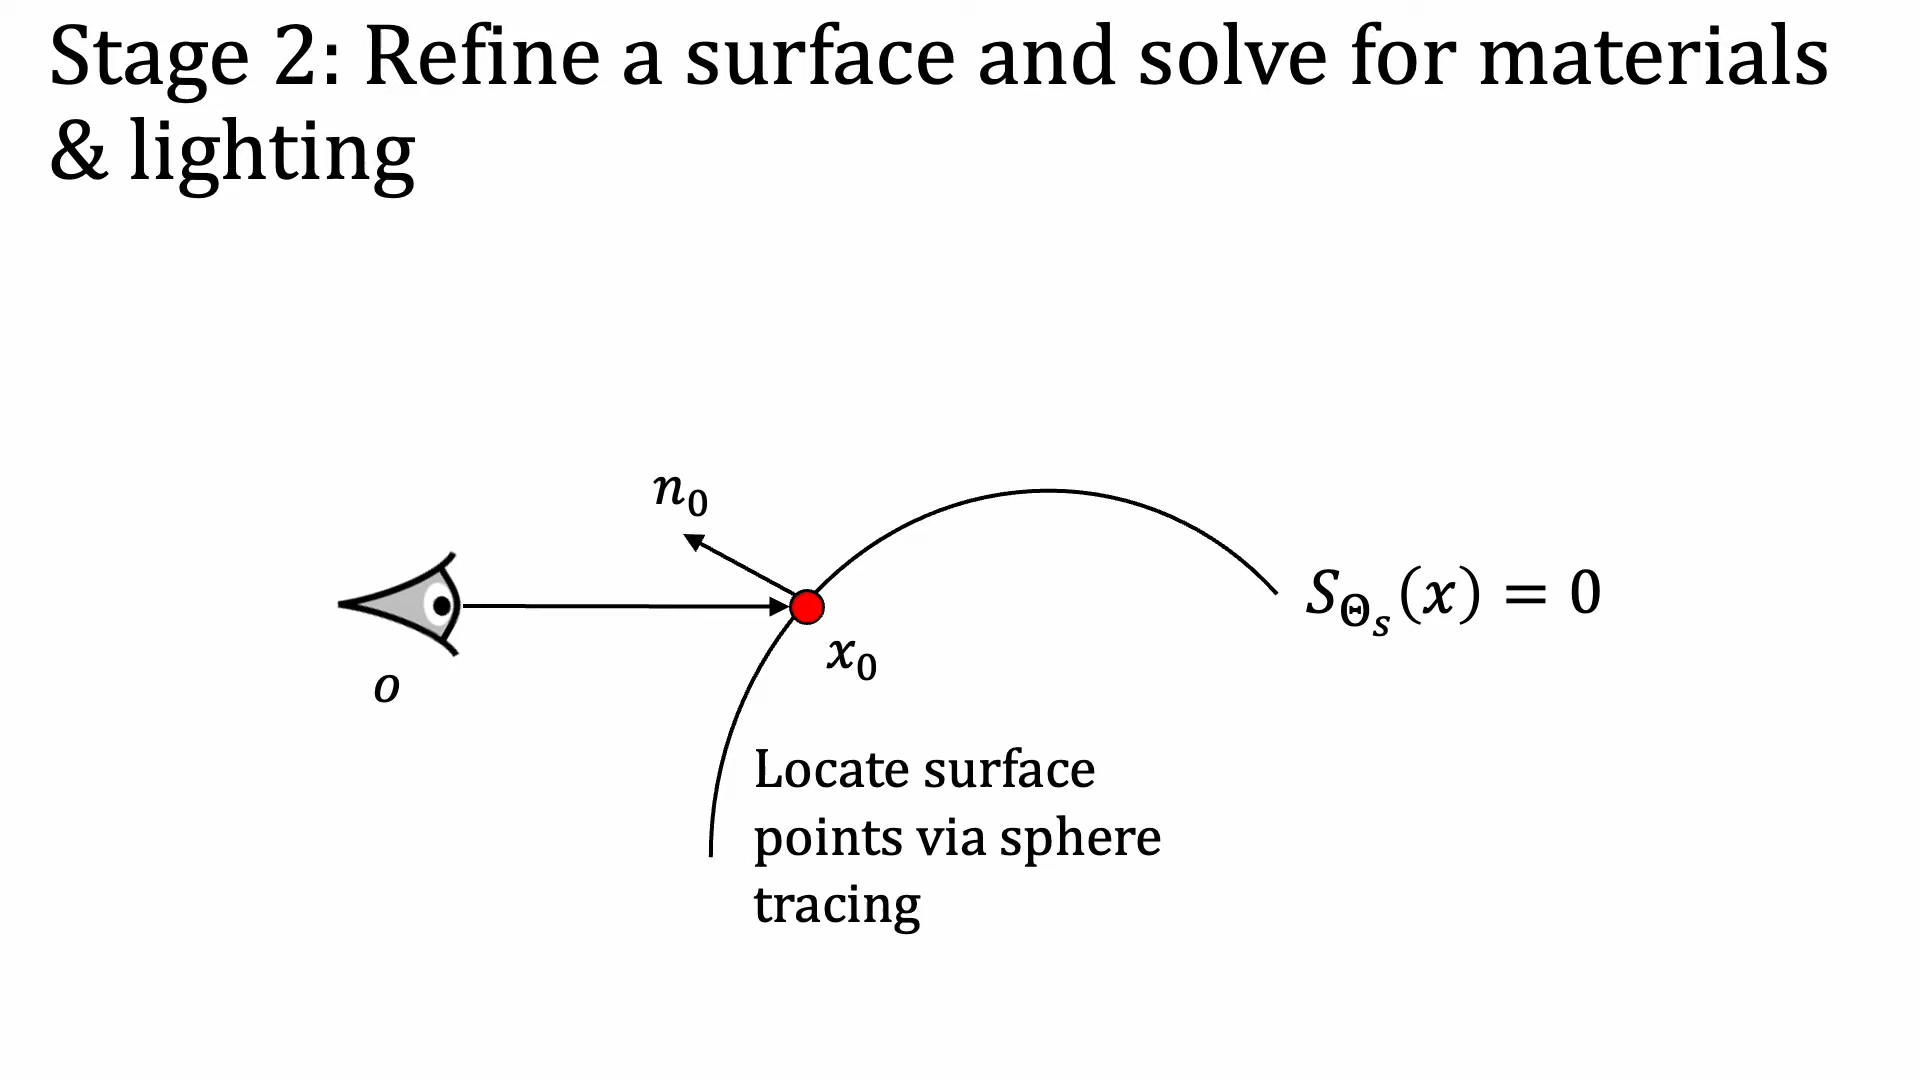 Stage 2: Refine a surface and solve for materials
& lighting
n₀
S_Θₛ(x) = 0
x₀
o
Locate surface
points via sphere
tracing